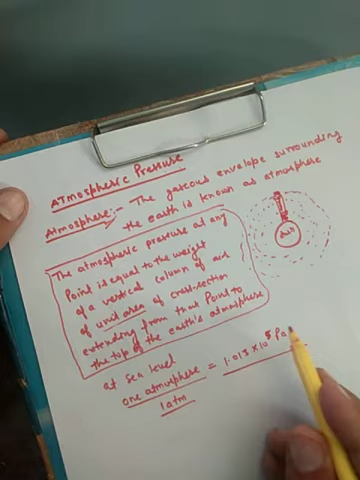 ATmospheric Pressure
Atmosphere:- The gaseous envelope surrounding
the earth is known as atmosphere
The atmospheric pressure at any
Point is equal to the weight
of a vertical column of air
of unit area of cross-section
extending from that Point to
the top of the earth's atmosphere
at sea level
one atmosphere = 1.013 × 10⁵ Pa
1 atm